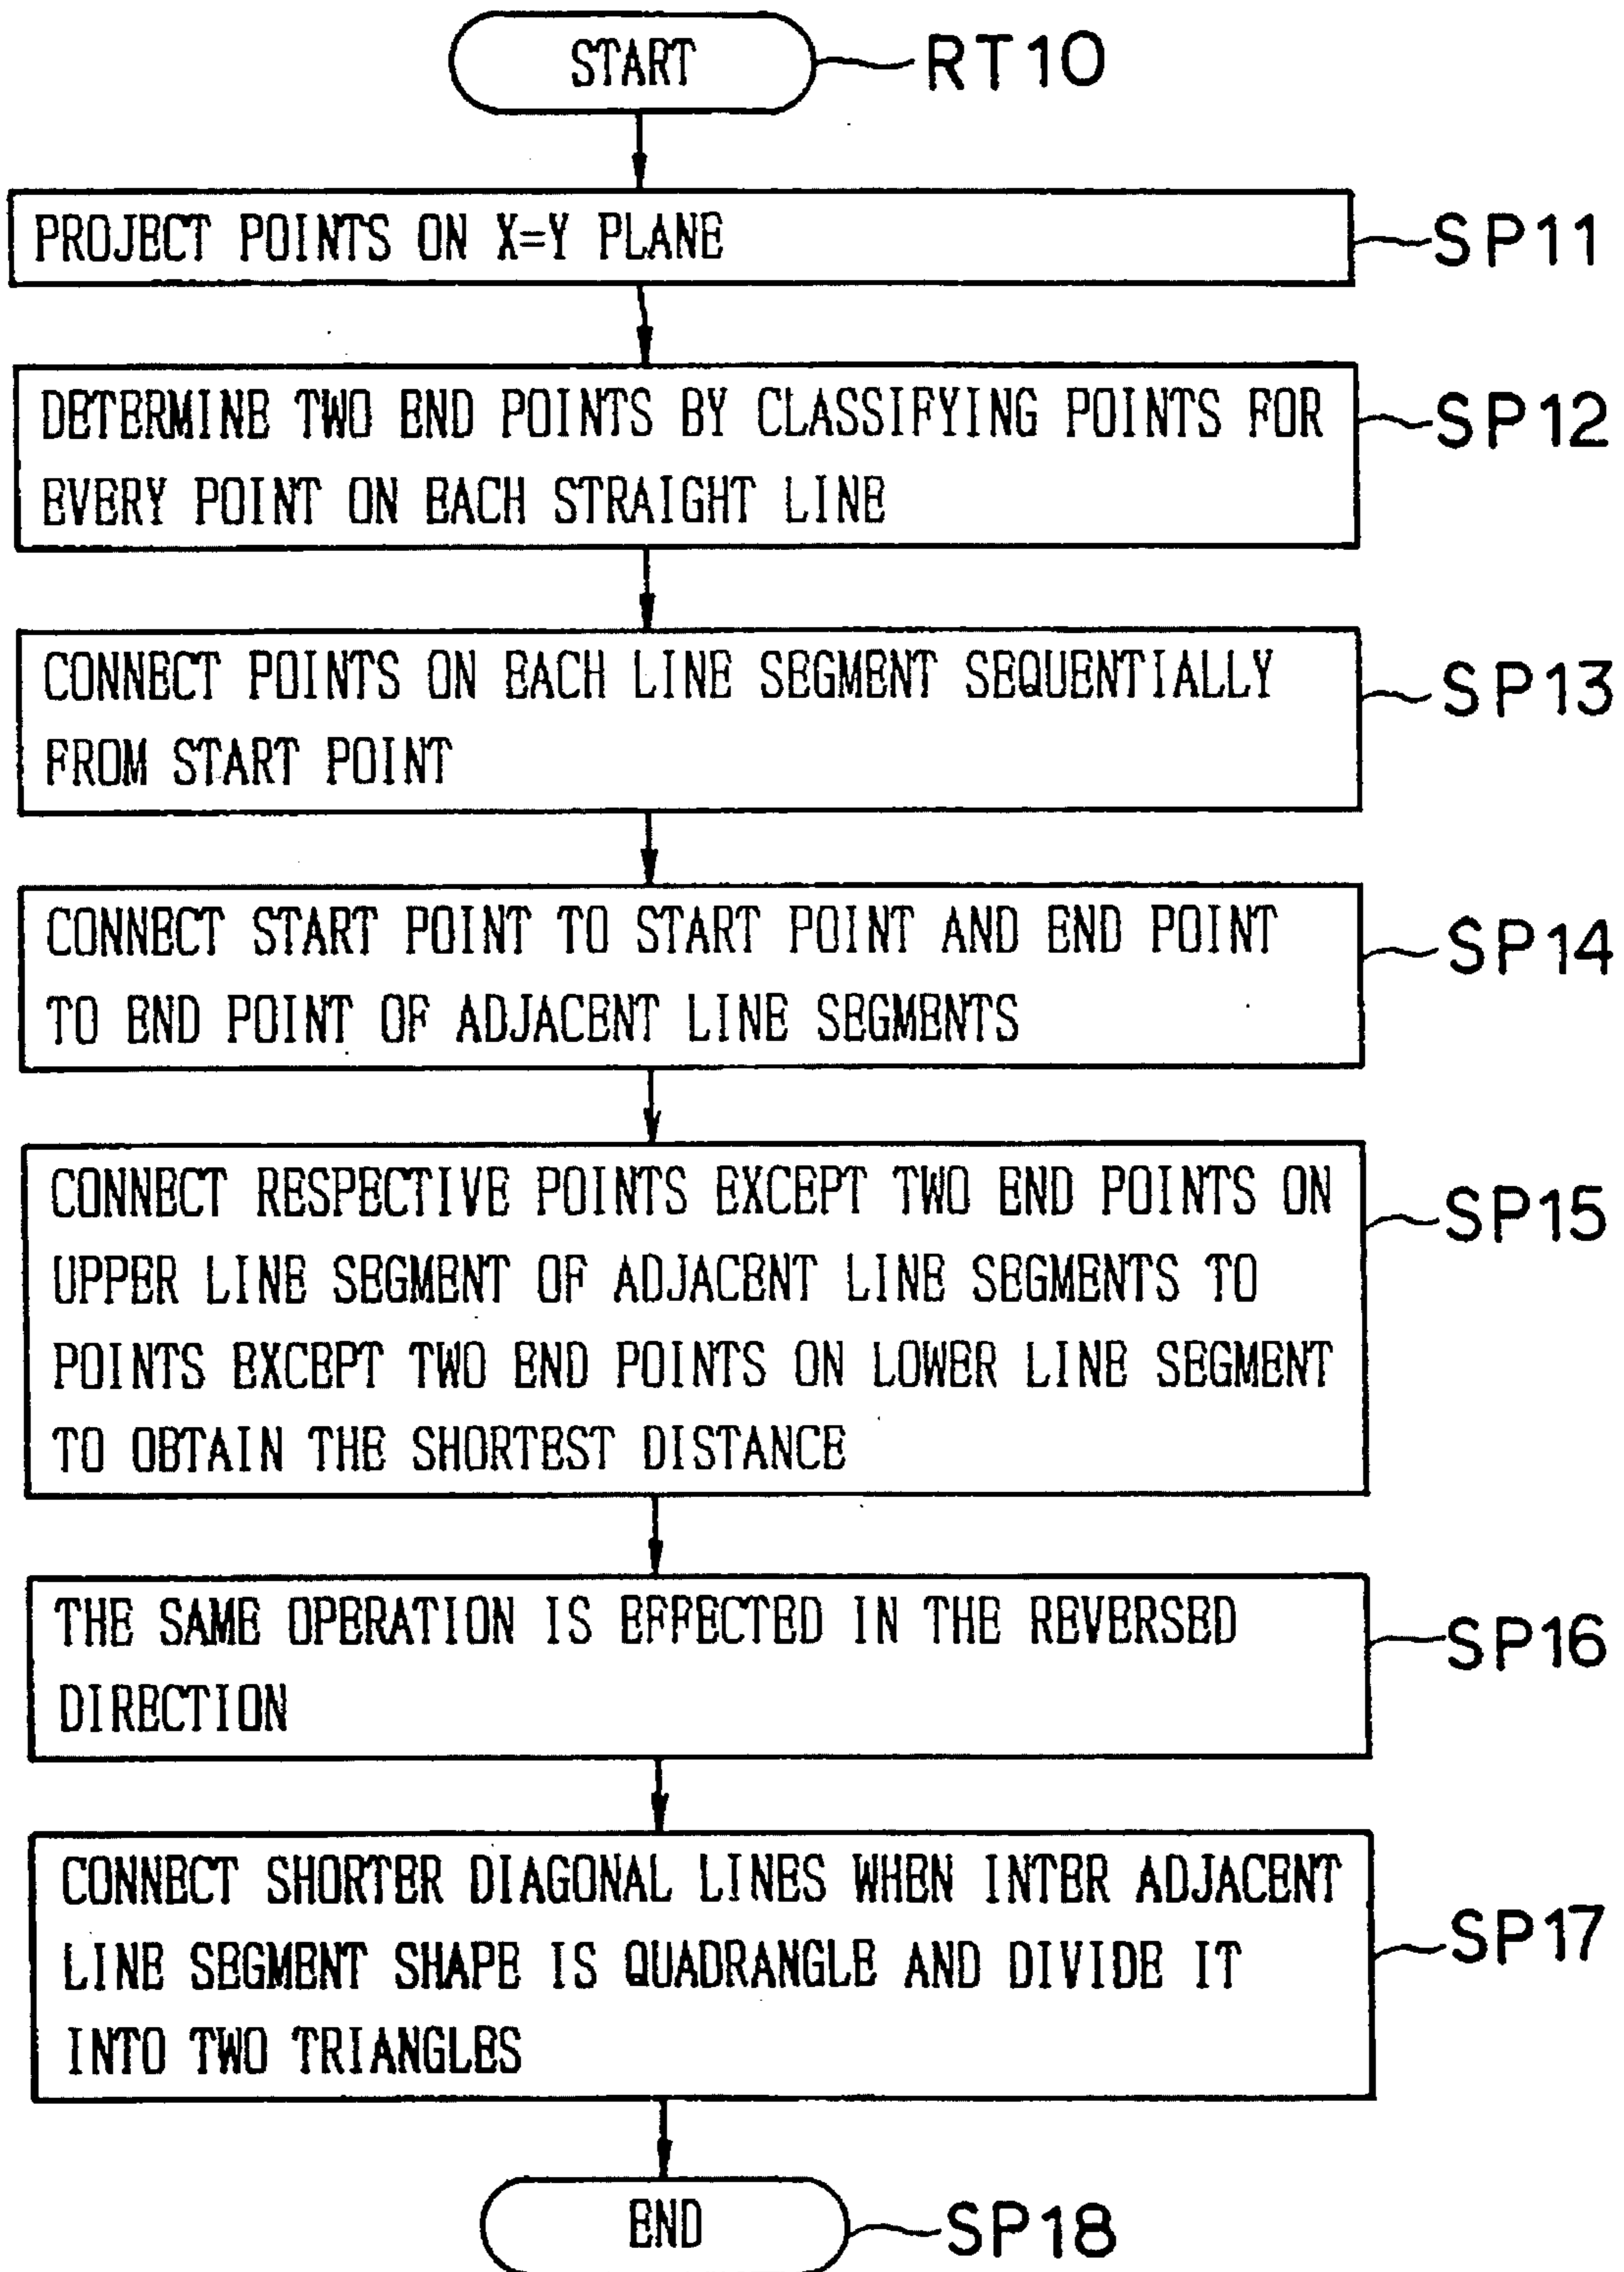 START
RT10
PROJECT POINTS ON X=Y PLANE
SP11
DETERMINE TWO END POINTS BY CLASSIFYING POINTS FOR
EVERY POINT ON EACH STRAIGHT LINE
SP12
CONNECT POINTS ON EACH LINE SEGMENT SEQUENTIALLY
FROM START POINT
SP13
CONNECT START POINT TO START POINT AND END POINT
TO END POINT OF ADJACENT LINE SEGMENTS
SP14
CONNECT RESPECTIVE POINTS EXCEPT TWO END POINTS ON
UPPER LINE SEGMENT OF ADJACENT LINE SEGMENTS TO
POINTS EXCEPT TWO END POINTS ON LOWER LINE SEGMENT
TO OBTAIN THE SHORTEST DISTANCE
SP15
THE SAME OPERATION IS EFFECTED IN THE REVERSED
DIRECTION
SP16
CONNECT SHORTER DIAGONAL LINES WHEN INTER ADJACENT
LINE SEGMENT SHAPE IS QUADRANGLE AND DIVIDE IT
INTO TWO TRIANGLES
SP17
END
SP18